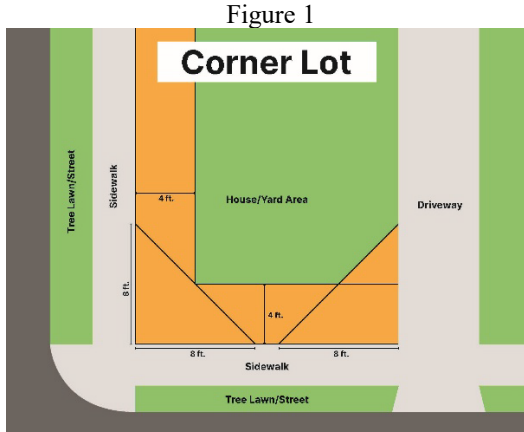 Figure 1
Corner Lot
Tree Lawn/Street
Sidewalk
4 ft.
House/Yard Area
Driveway
8 ft.
4 ft.
8 ft.
8 ft.
Sidewalk
Tree Lawn/Street